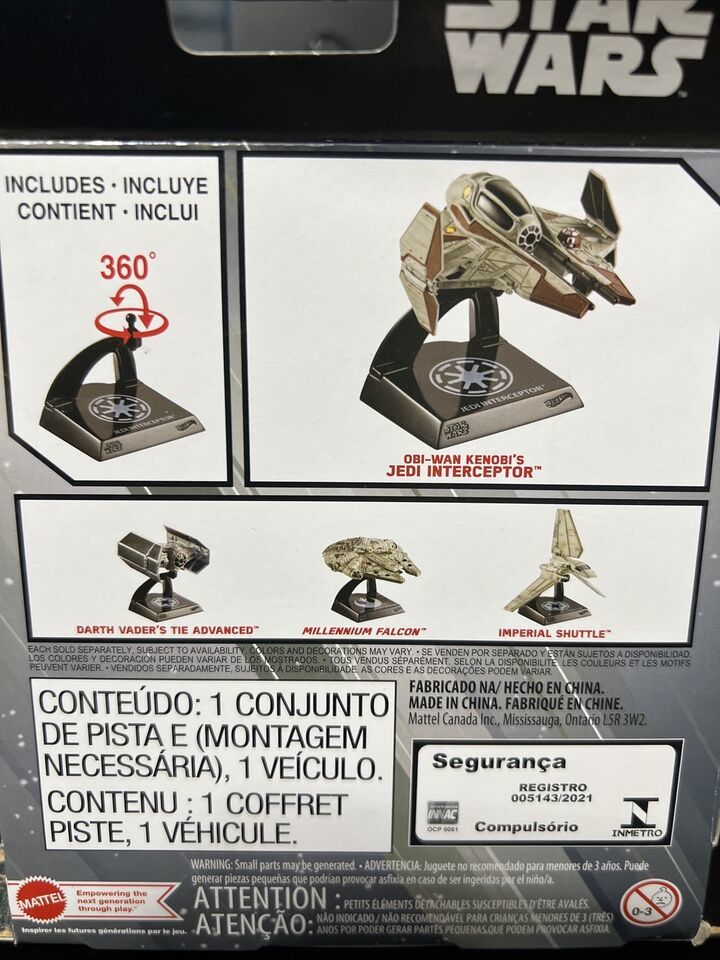 STAR
WARS
INCLUDES • INCLUYE
CONTIENT • INCLUI
360°
JEDI INTERCEPTOR™
STAR
WARS
JEDI INTERCEPTOR™
STAR
WARS
OBI-WAN KENOBI'S
JEDI INTERCEPTOR™
DARTH VADER'S TIE ADVANCED™
MILLENNIUM FALCON™
IMPERIAL SHUTTLE™
EACH SOLD SEPARATELY, SUBJECT TO AVAILABILITY. COLORS AND DECORATIONS MAY VARY. • SE VENDEN POR SEPARADO Y ESTÁN SUJETOS A DISPONIBILIDAD.
LOS COLORES Y DECORACIÓN PUEDEN VARIAR DE LOS MOSTRADOS. • TOUS VENDUS SÉPARÉMENT. SELON LA DISPONIBILITÉ. LES COULEURS ET LES MOTIFS
PEUVENT VARIER. • VENDIDOS SEPARADAMENTE, SUJEITOS À DISPONIBILIDADE. AS CORES E AS DECORAÇÕES PODEM VARIAR.
CONTEÚDO: 1 CONJUNTO
DE PISTA E (MONTAGEM
NECESSÁRIA), 1 VEÍCULO.
CONTENU : 1 COFFRET
PISTE, 1 VÉHICULE.
FABRICADO NA/ HECHO EN CHINA.
MADE IN CHINA. FABRIQUÉ EN CHINE.
Mattel Canada Inc., Mississauga, Ontario L5R 3W2.
Segurança
REGISTRO
005143/2021
INNAC
OCP 0061
Compulsório
INMETRO
WARNING: Small parts may be generated. • ADVERTENCIA: Juguete no recomendado para menores de 3 años. Puede
generar piezas pequeñas que podrían provocar asfixia en caso de ser ingeridas por el niño/a.
ATTENTION : PETITS ÉLÉMENTS DÉTACHABLES SUSCEPTIBLES D'ÊTRE AVALÉS.
ATENÇÃO: NÃO INDICADO / NÃO RECOMENDADO PARA CRIANÇAS MENORES DE 3 (TRÊS)
ANOS POR PODER GERAR PARTES PEQUENAS QUE PODEM PROVOCAR ASFIXIA.
0-3
MATTEL
Empowering the
next generation
through play.™
Inspirer les futures générations par le jeu.